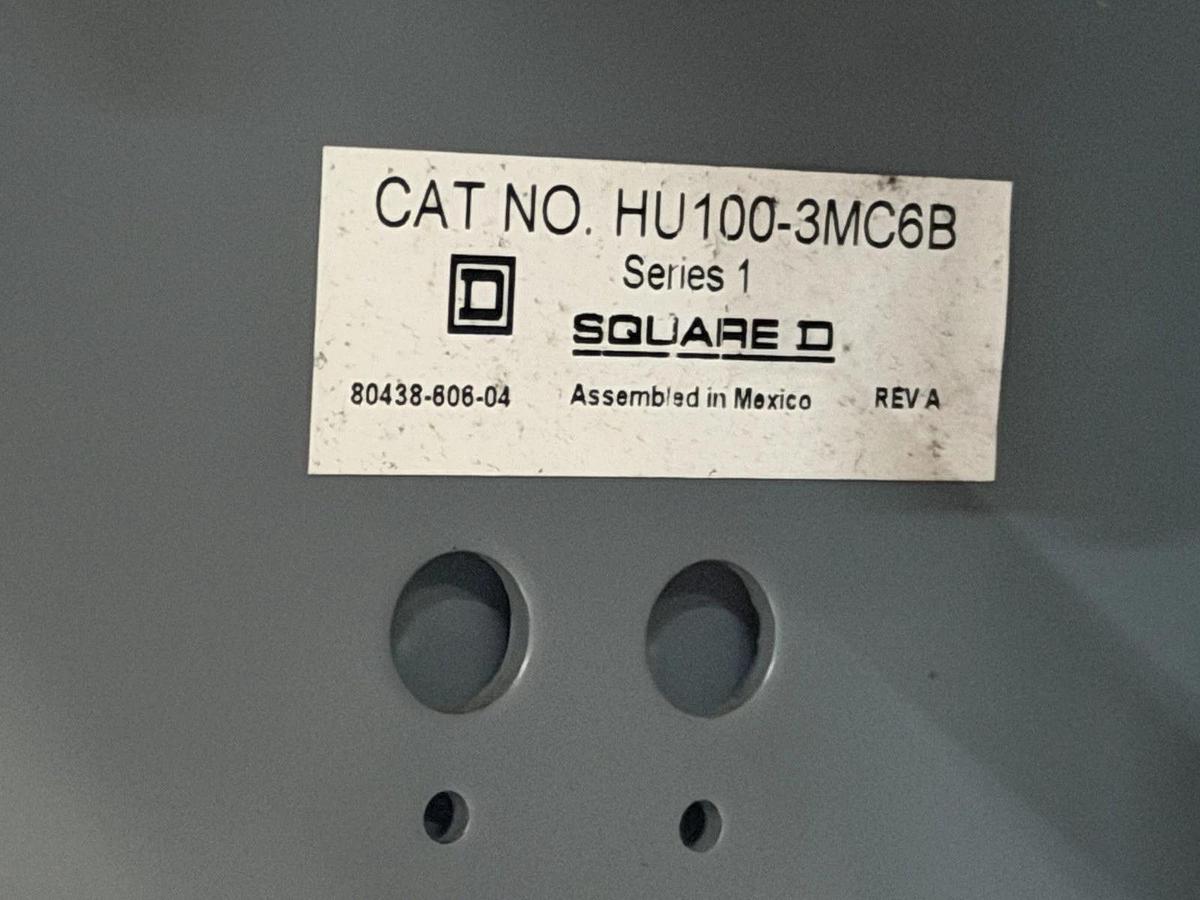 CAT NO. HU100-3MC6B
Series 1
D
SQUARE D
80438-606-04 Assembled in Mexico REV A